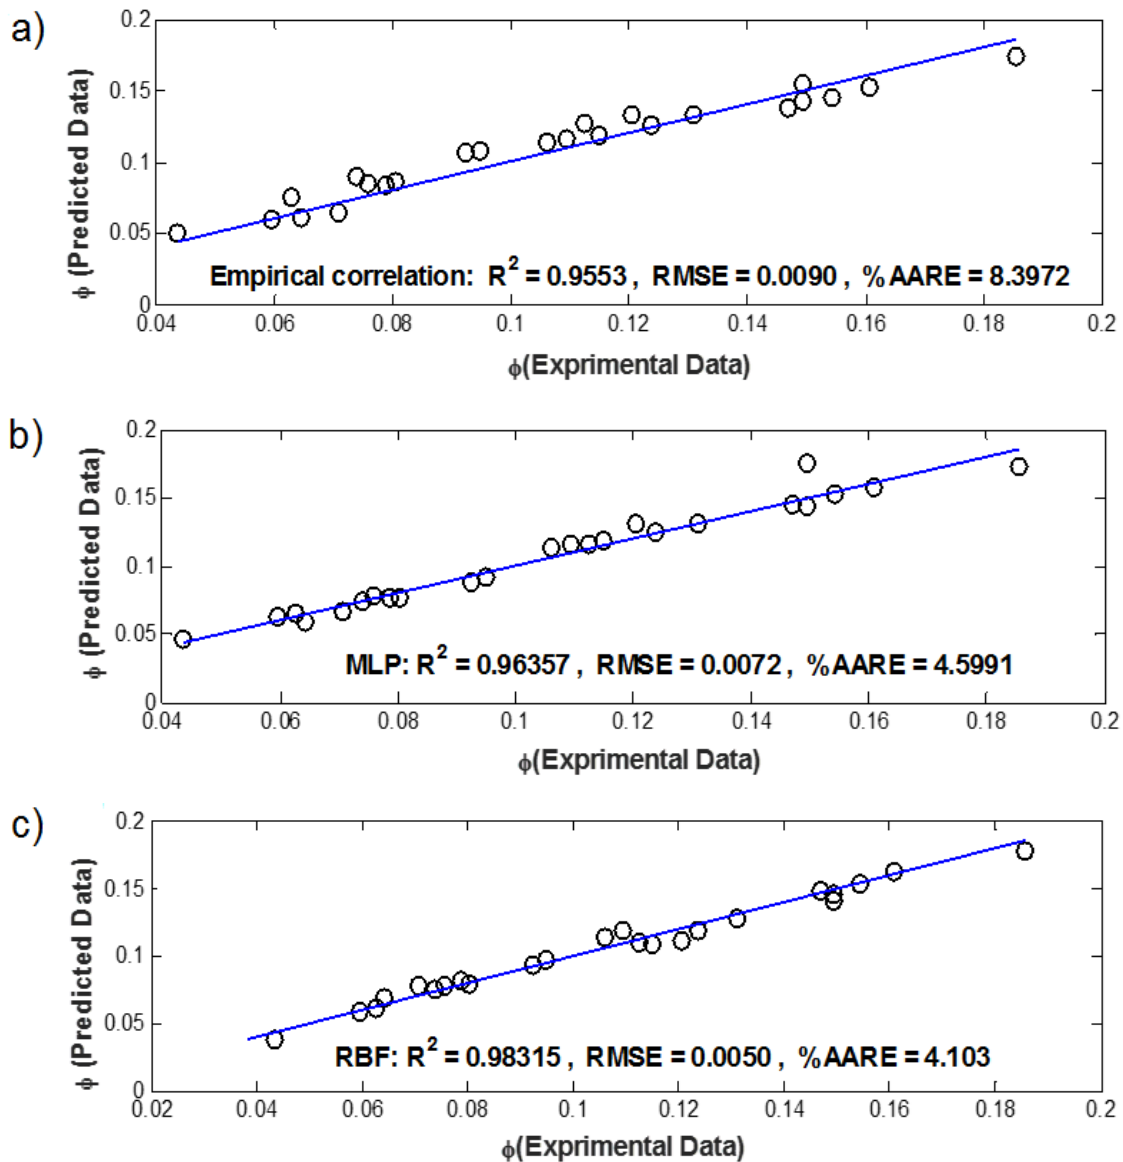 a)
0.2
0.15
0.1
0.05
0
ϕ (Predicted Data)
Empirical correlation: R² = 0.9553 , RMSE = 0.0090 , %AARE = 8.3972
0.04 0.06 0.08 0.1 0.12 0.14 0.16 0.18 0.2
ϕ(Exprimental Data)
b)
0.2
0.15
0.1
0.05
0
ϕ (Predicted Data)
MLP: R² = 0.96357 , RMSE = 0.0072 , %AARE = 4.5991
0.04 0.06 0.08 0.1 0.12 0.14 0.16 0.18 0.2
ϕ(Exprimental Data)
c)
0.2
0.15
0.1
0.05
0
ϕ (Predicted Data)
RBF: R² = 0.98315 , RMSE = 0.0050 , %AARE = 4.103
0.02 0.04 0.06 0.08 0.1 0.12 0.14 0.16 0.18 0.2
ϕ(Exprimental Data)